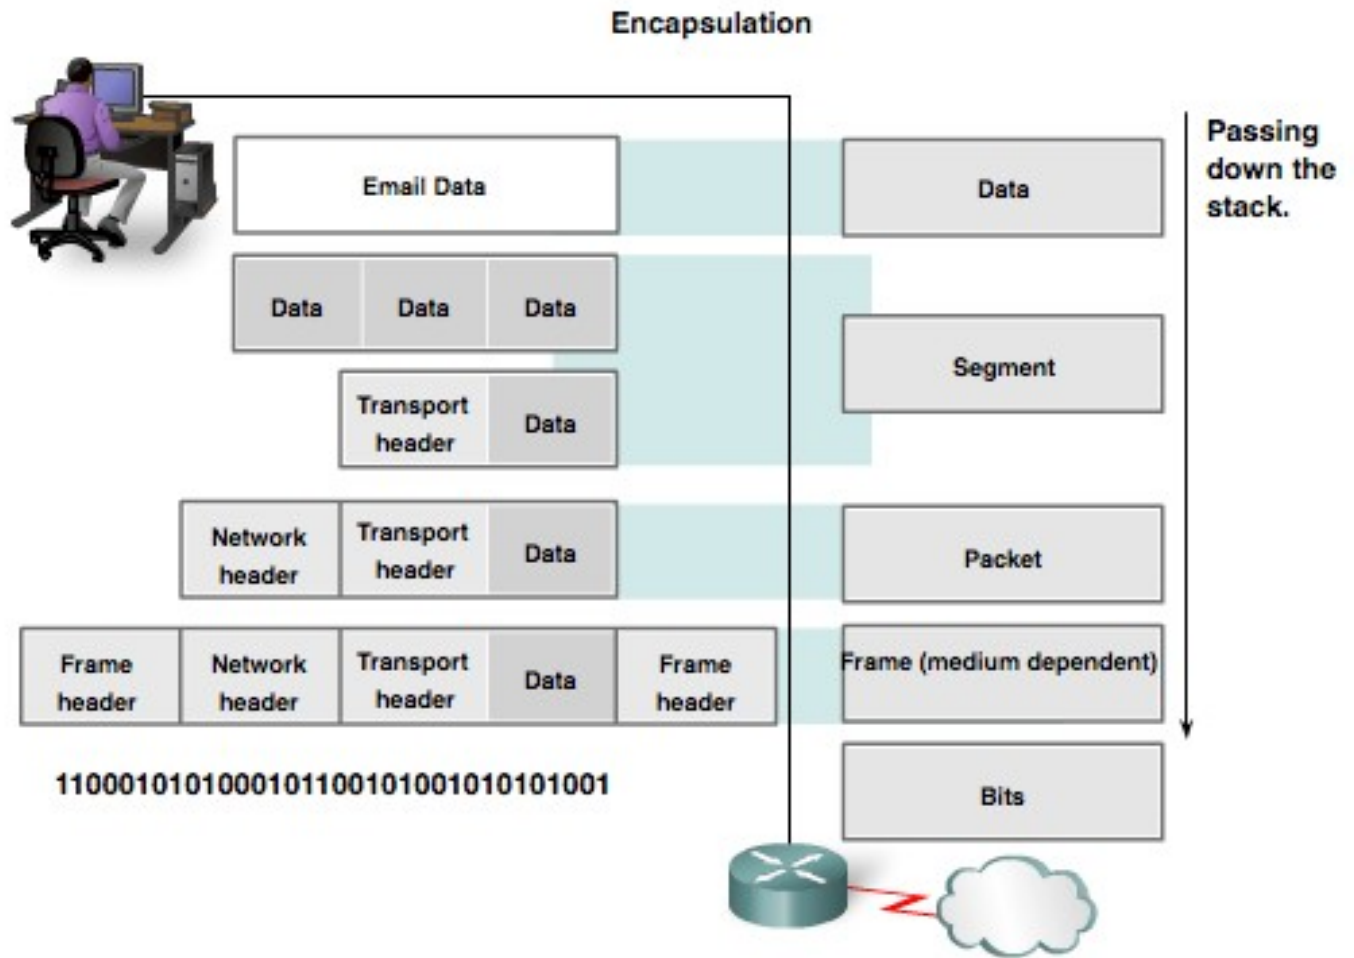 Encapsulation
Passing
down the
stack.
Email Data
Data
Data
Data
Data
Segment
Transport
header
Data
Network
header
Transport
header
Data
Packet
Frame
header
Network
header
Transport
header
Data
Frame
header
Frame (medium dependent)
1100010101000101100101001010101001
Bits